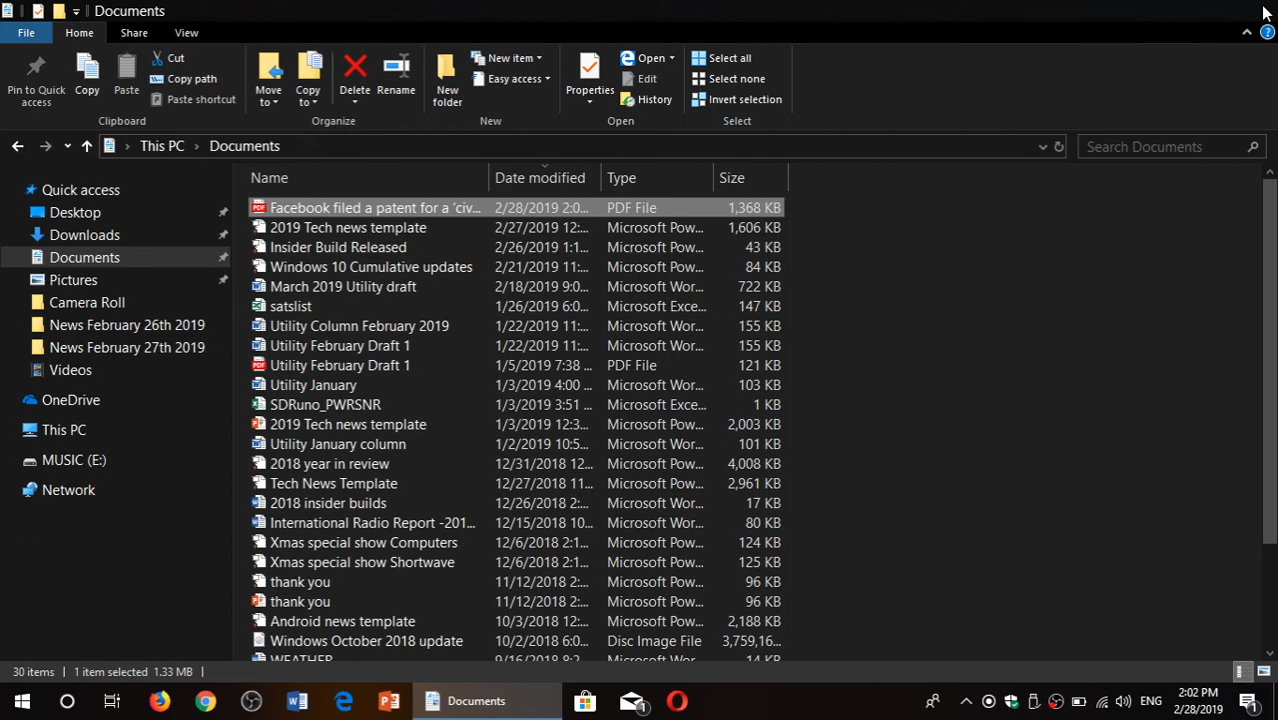 Documents
File Home Share View
Pin to Quick access
Copy
Paste
Cut
Copy path
Paste shortcut
Clipboard
Move to
Copy to
Delete
Rename
Organize
New folder
New item
Easy access
New
Properties
Open
Edit
History
Open
Select all
Select none
Invert selection
Select
This PC > Documents
Search Documents
Quick access
Desktop
Downloads
Documents
Pictures
Camera Roll
News February 26th 2019
News February 27th 2019
Videos
OneDrive
This PC
MUSIC (E:)
Network
Name Date modified Type Size
Facebook filed a patent for a 'civ... 2/28/2019 2:0... PDF File 1,368 KB
2019 Tech news template 2/27/2019 12:... Microsoft Pow... 1,606 KB
Insider Build Released 2/26/2019 1:1... Microsoft Pow... 43 KB
Windows 10 Cumulative updates 2/21/2019 11:... Microsoft Pow... 84 KB
March 2019 Utility draft 2/18/2019 9:0... Microsoft Wor... 722 KB
satslist 1/26/2019 6:0... Microsoft Exce... 147 KB
Utility Column February 2019 1/22/2019 11:... Microsoft Wor... 155 KB
Utility February Draft 1 1/22/2019 11:... Microsoft Wor... 155 KB
Utility February Draft 1 1/5/2019 7:38 ... PDF File 121 KB
Utility January 1/3/2019 4:00 ... Microsoft Wor... 103 KB
SDRuno_PWRSNR 1/3/2019 3:51 ... Microsoft Exce... 1 KB
2019 Tech news template 1/3/2019 12:3... Microsoft Pow... 2,003 KB
Utility January column 1/2/2019 10:5... Microsoft Wor... 101 KB
2018 year in review 12/31/2018 12... Microsoft Pow... 4,008 KB
Tech News Template 12/27/2018 11... Microsoft Pow... 2,961 KB
2018 insider builds 12/26/2018 2:... Microsoft Wor... 17 KB
International Radio Report -201... 12/15/2018 10... Microsoft Wor... 80 KB
Xmas special show Computers 12/6/2018 2:1... Microsoft Pow... 124 KB
Xmas special show Shortwave 12/6/2018 2:1... Microsoft Pow... 125 KB
thank you 11/12/2018 2:... Microsoft Pow... 96 KB
thank you 11/12/2018 2:... Microsoft Pow... 96 KB
Android news template 10/3/2018 12:... Microsoft Pow... 2,188 KB
Windows October 2018 update 10/2/2018 6:0... Disc Image File 3,759,16...
WEATHER 9/16/2018 8:2... Microsoft Wor... 14 KB
30 items 1 item selected 1.33 MB
Documents
1
ENG
2:02 PM
2/28/2019
1